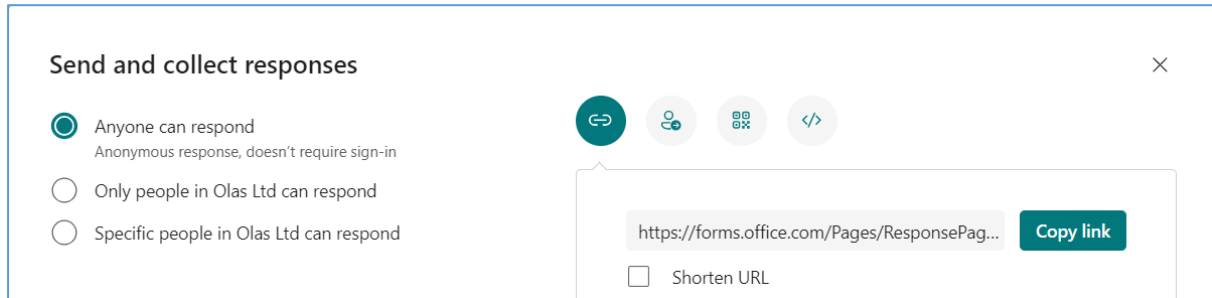 Send and collect responses
Anyone can respond
Anonymous response, doesn't require sign-in
Only people in Olas Ltd can respond
Specific people in Olas Ltd can respond
https://forms.office.com/Pages/ResponsePag...
Copy link
Shorten URL